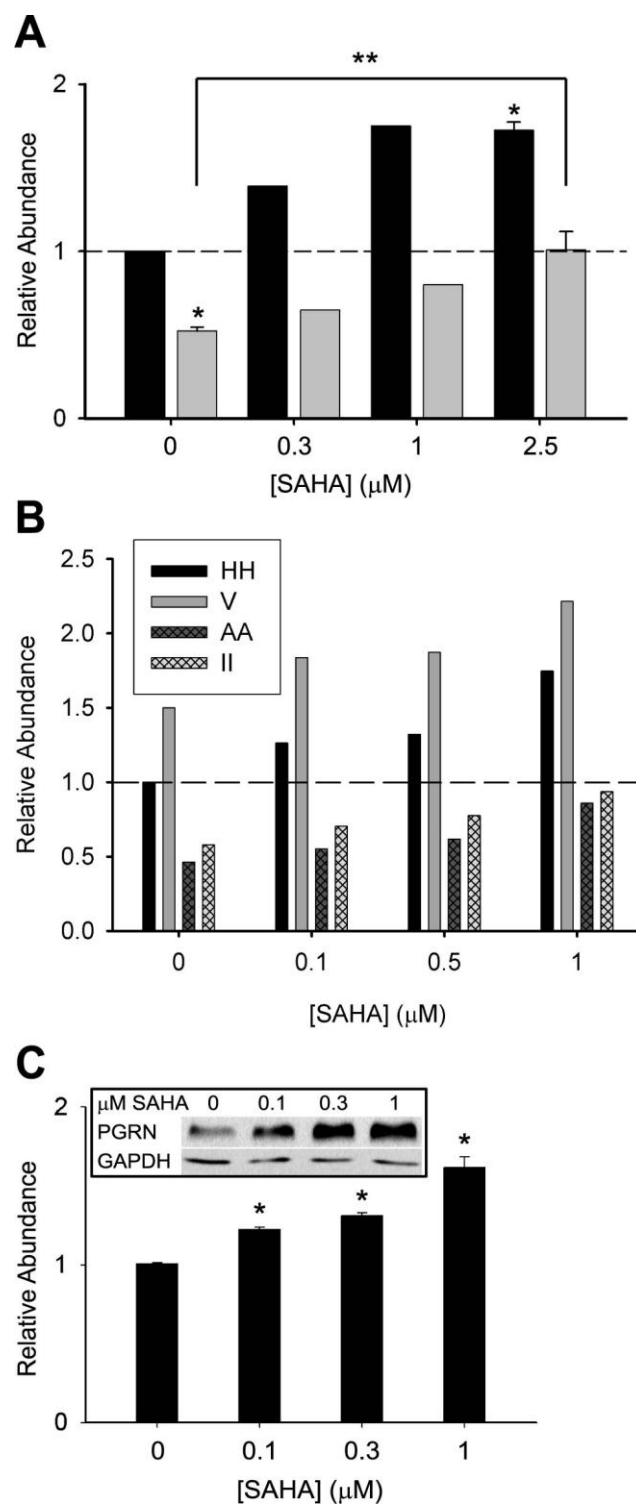 A
**
*
*
2
1
0
Relative Abundance
0 0.3 1 2.5
[SAHA] (μM)
B
HH
V
AA
II
2.5
2.0
1.5
1.0
0.5
0.0
Relative Abundance
0 0.1 0.5 1
[SAHA] (μM)
C
μM SAHA 0 0.1 0.3 1
PGRN
GAPDH
*
*
*
2
1
0
Relative Abundance
0 0.1 0.3 1
[SAHA] (μM)